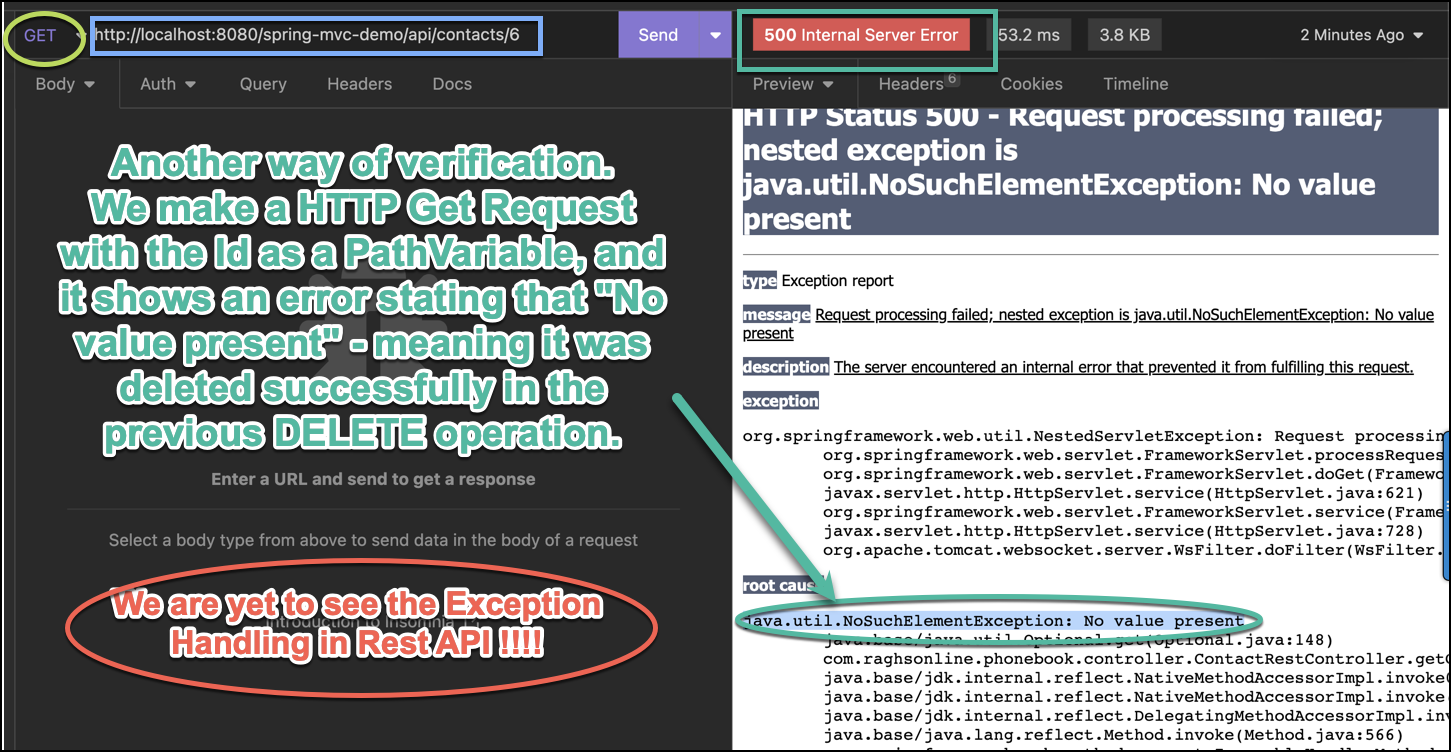 GET
http://localhost:8080/spring-mvc-demo/api/contacts/6
Send
500 Internal Server Error
53.2 ms
3.8 KB
2 Minutes Ago
Body
Auth
Query
Headers
Docs
Preview
Headers 6
Cookies
Timeline
Another way of verification.
We make a HTTP Get Request
with the Id as a PathVariable, and
it shows an error stating that "No
value present" - meaning it was
deleted successfully in the
previous DELETE operation.
Enter a URL and send to get a response
Select a body type from above to send data in the body of a request
Introduction to Insomnia
We are yet to see the Exception
Handling in Rest API !!!!
HTTP Status 500 - Request processing failed;
nested exception is
java.util.NoSuchElementException: No value
present
type Exception report
message Request processing failed; nested exception is java.util.NoSuchElementException: No value
present
description The server encountered an internal error that prevented it from fulfilling this request.
exception
org.springframework.web.util.NestedServletException: Request processin
org.springframework.web.servlet.FrameworkServlet.processReques
org.springframework.web.servlet.FrameworkServlet.doGet(Framewo
javax.servlet.http.HttpServlet.service(HttpServlet.java:621)
org.springframework.web.servlet.FrameworkServlet.service(Frame
javax.servlet.http.HttpServlet.service(HttpServlet.java:728)
org.apache.tomcat.websocket.server.WsFilter.doFilter(WsFilter.
root caus
java.util.NoSuchElementException: No value present
java.base/java.util.Optional.get(Optional.java:148)
com.raghsonline.phonebook.controller.ContactRestController.getC
java.base/jdk.internal.reflect.NativeMethodAccessorImpl.invoke0
java.base/jdk.internal.reflect.NativeMethodAccessorImpl.invoke(
java.base/jdk.internal.reflect.DelegatingMethodAccessorImpl.inv
java.base/java.lang.reflect.Method.invoke(Method.java:566)